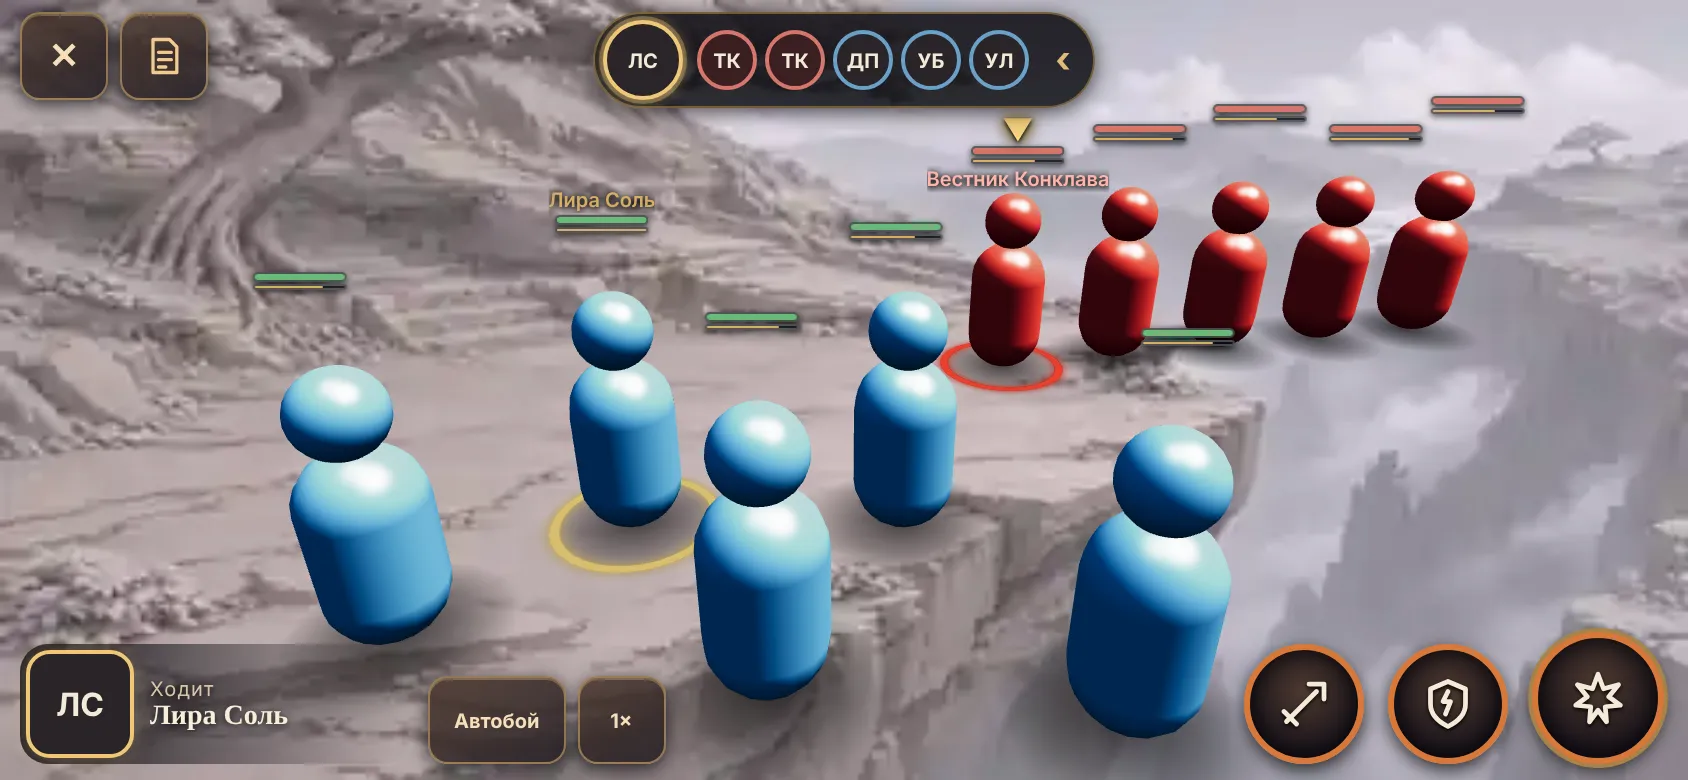 ЛС ТК ТК ДП УБ УЛ
Вестник Конклава
Лира Соль
ЛС
Ходит
Лира Соль
Автобой
1×